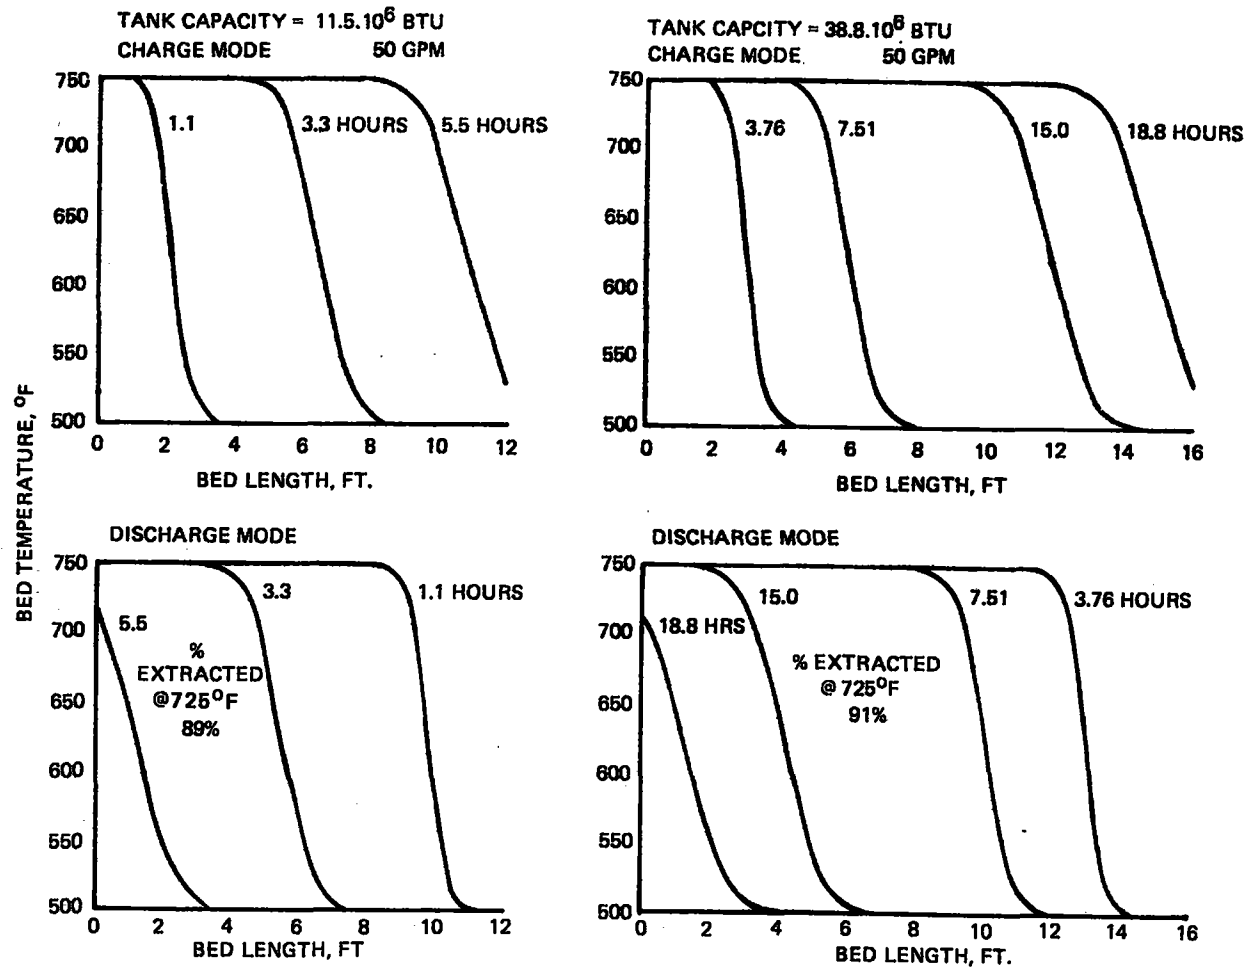 TANK CAPACITY = 11.5.10⁶ BTU
CHARGE MODE 50 GPM
750
700
650
600
550
500
1.1
3.3 HOURS
5.5 HOURS
0 2 4 6 8 10 12
BED LENGTH, FT.
TANK CAPCITY = 38.8.10⁶ BTU
CHARGE MODE. 50 GPM
750
700
650
600
550
500
3.76
7.51
15.0
18.8 HOURS
0 2 4 6 8 10 12 14 16
BED LENGTH, FT
BED TEMPERATURE, °F
DISCHARGE MODE
750
700
650
600
550
500
5.5
3.3
1.1 HOURS
%
EXTRACTED
@725°F
89%
0 2 4 6 8 10 12
BED LENGTH, FT
DISCHARGE MODE
750
700
650
600
550
500
18.8 HRS
15.0
7.51
3.76 HOURS
% EXTRACTED
@ 725°F
91%
0 2 4 6 8 10 12 14 16
BED LENGTH, FT.